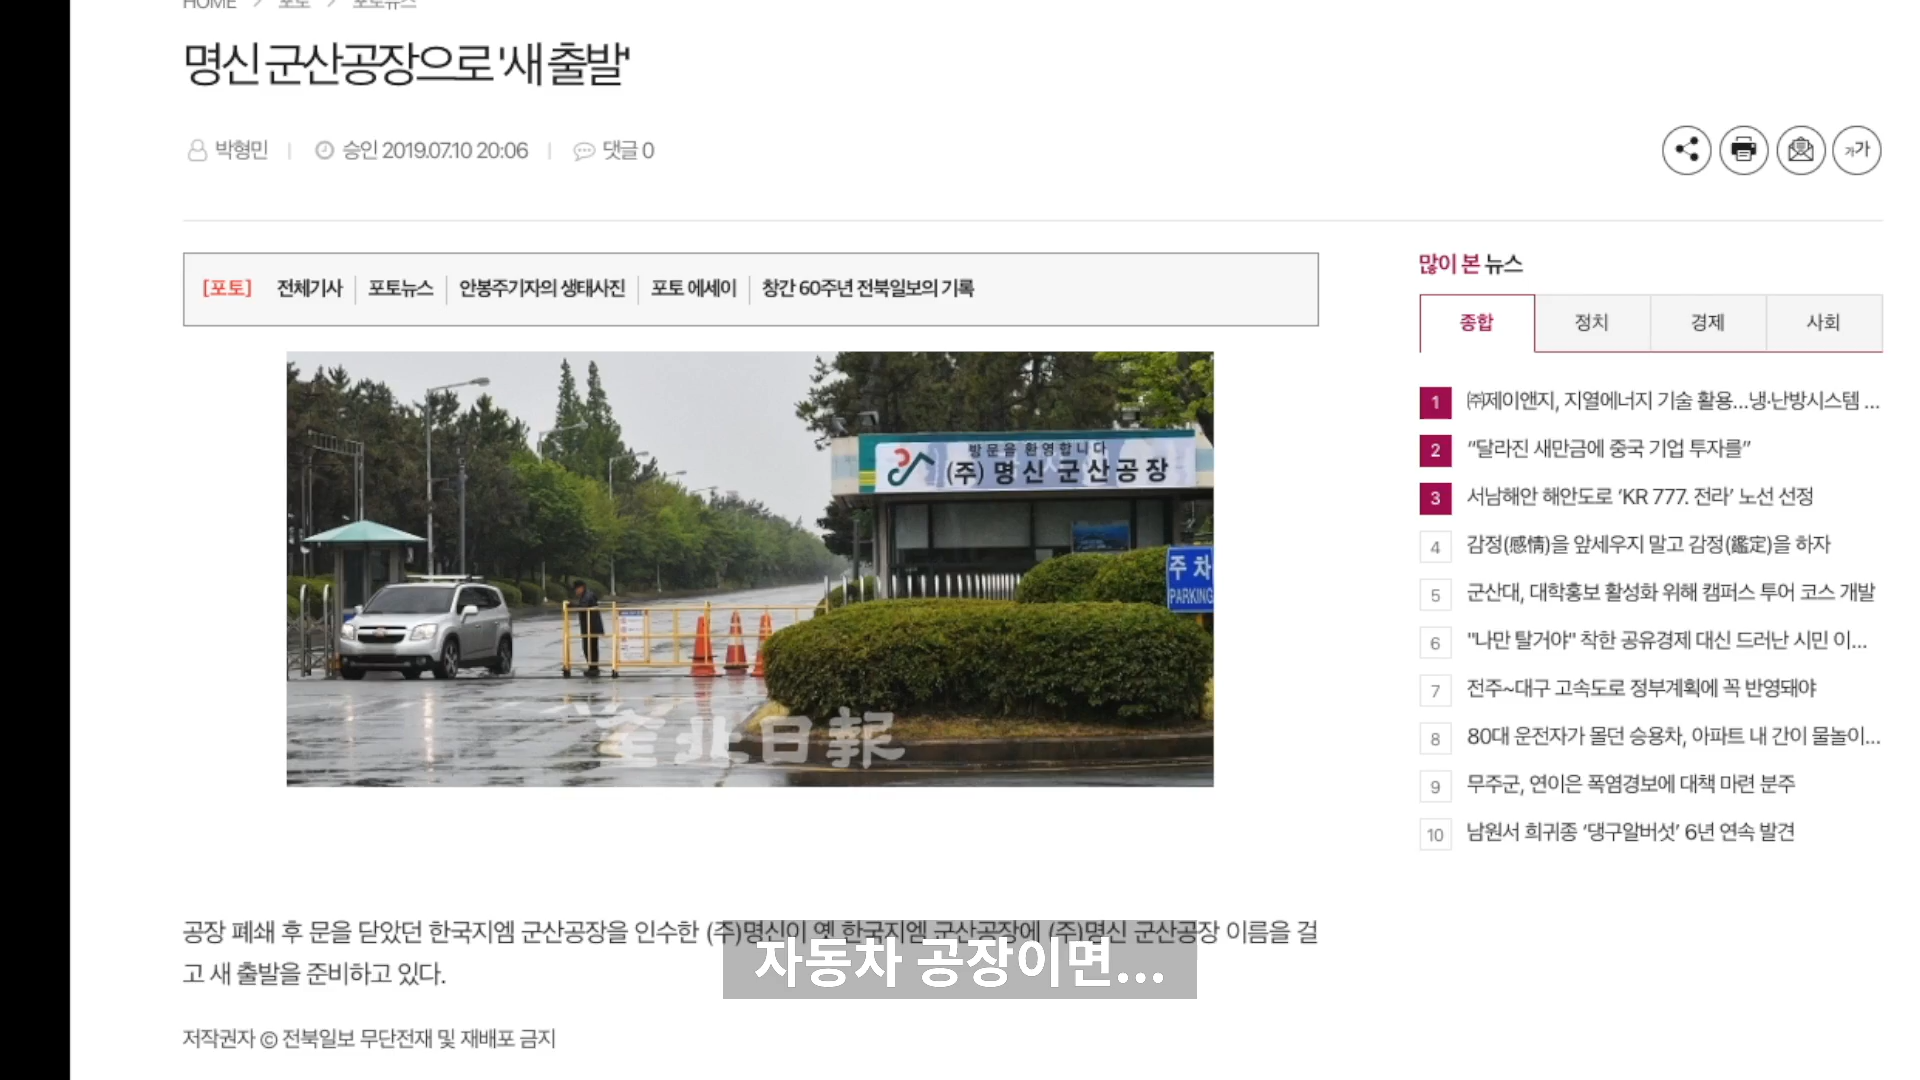 HOME > 포토 > 포토뉴스
명신 군산공장으로 '새 출발'
박형민 | 승인 2019.07.10 20:06 | 댓글 0
가가
[포토] 전체기사 | 포토뉴스 | 안봉주기자의 생태사진 | 포토 에세이 | 창간 60주년 전북일보의 기록
방문을 환영합니다
(주) 명신 군산공장
주차
PARKING
全北日報
많이 본 뉴스
종합 정치 경제 사회
1 ㈜제이앤지, 지열에너지 기술 활용...냉·난방시스템 ...
2 “달라진 새만금에 중국 기업 투자를”
3 서남해안 해안도로 ‘KR 777. 전라’ 노선 선정
4 감정(感情)을 앞세우지 말고 감정(鑑定)을 하자
5 군산대, 대학홍보 활성화 위해 캠퍼스 투어 코스 개발
6 "나만 탈거야" 착한 공유경제 대신 드러난 시민 이...
7 전주~대구 고속도로 정부계획에 꼭 반영돼야
8 80대 운전자가 몰던 승용차, 아파트 내 간이 물놀이...
9 무주군, 연이은 폭염경보에 대책 마련 분주
10 남원서 희귀종 ‘댕구알버섯’ 6년 연속 발견
공장 폐쇄 후 문을 닫았던 한국지엠 군산공장을 인수한 (주)명신이 옛 한국지엠 군산공장에 (주)명신 군산공장 이름을 걸
고 새 출발을 준비하고 있다.
자동차 공장이면...
저작권자 © 전북일보 무단전재 및 재배포 금지